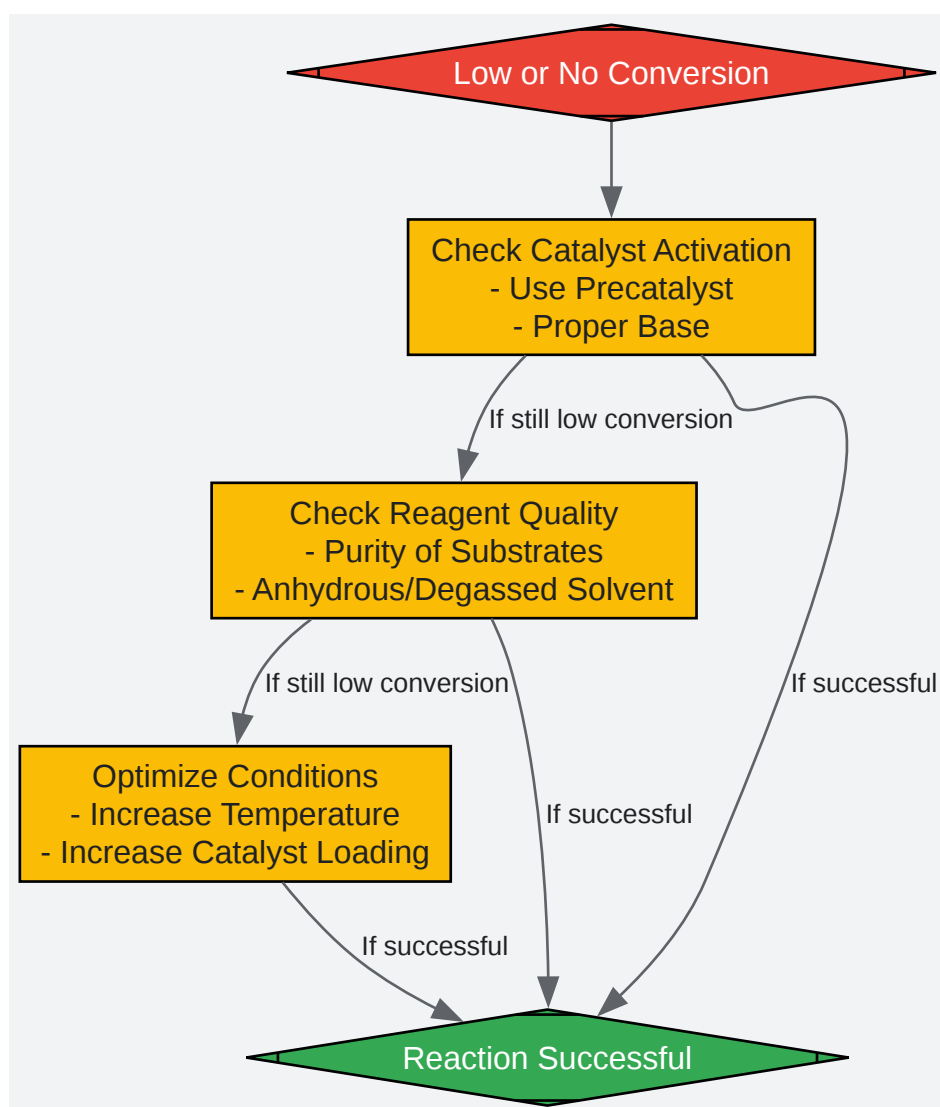 Low or No Conversion
Check Catalyst Activation
- Use Precatalyst
- Proper Base
If still low conversion
Check Reagent Quality
- Purity of Substrates
- Anhydrous/Degassed Solvent
If still low conversion
If successful
Optimize Conditions
- Increase Temperature
- Increase Catalyst Loading
If successful
If successful
Reaction Successful